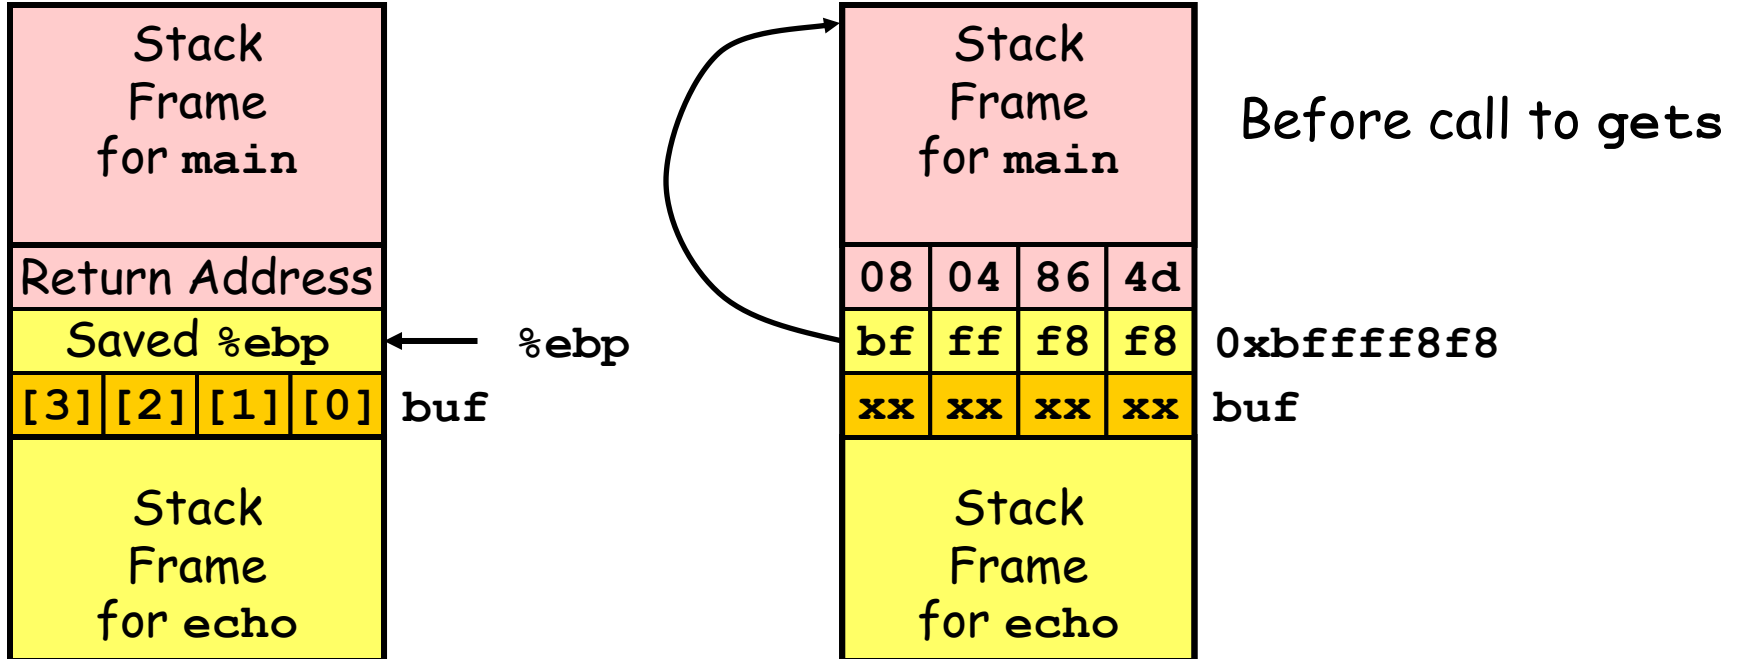 Stack
Frame
for main
Return Address
Saved %ebp
%ebp
[3] [2] [1] [0]
buf
Stack
Frame
for echo
Stack
Frame
for main
Before call to gets
08 04 86 4d
bf ff f8 f8
0xbffff8f8
xx xx xx xx
buf
Stack
Frame
for echo